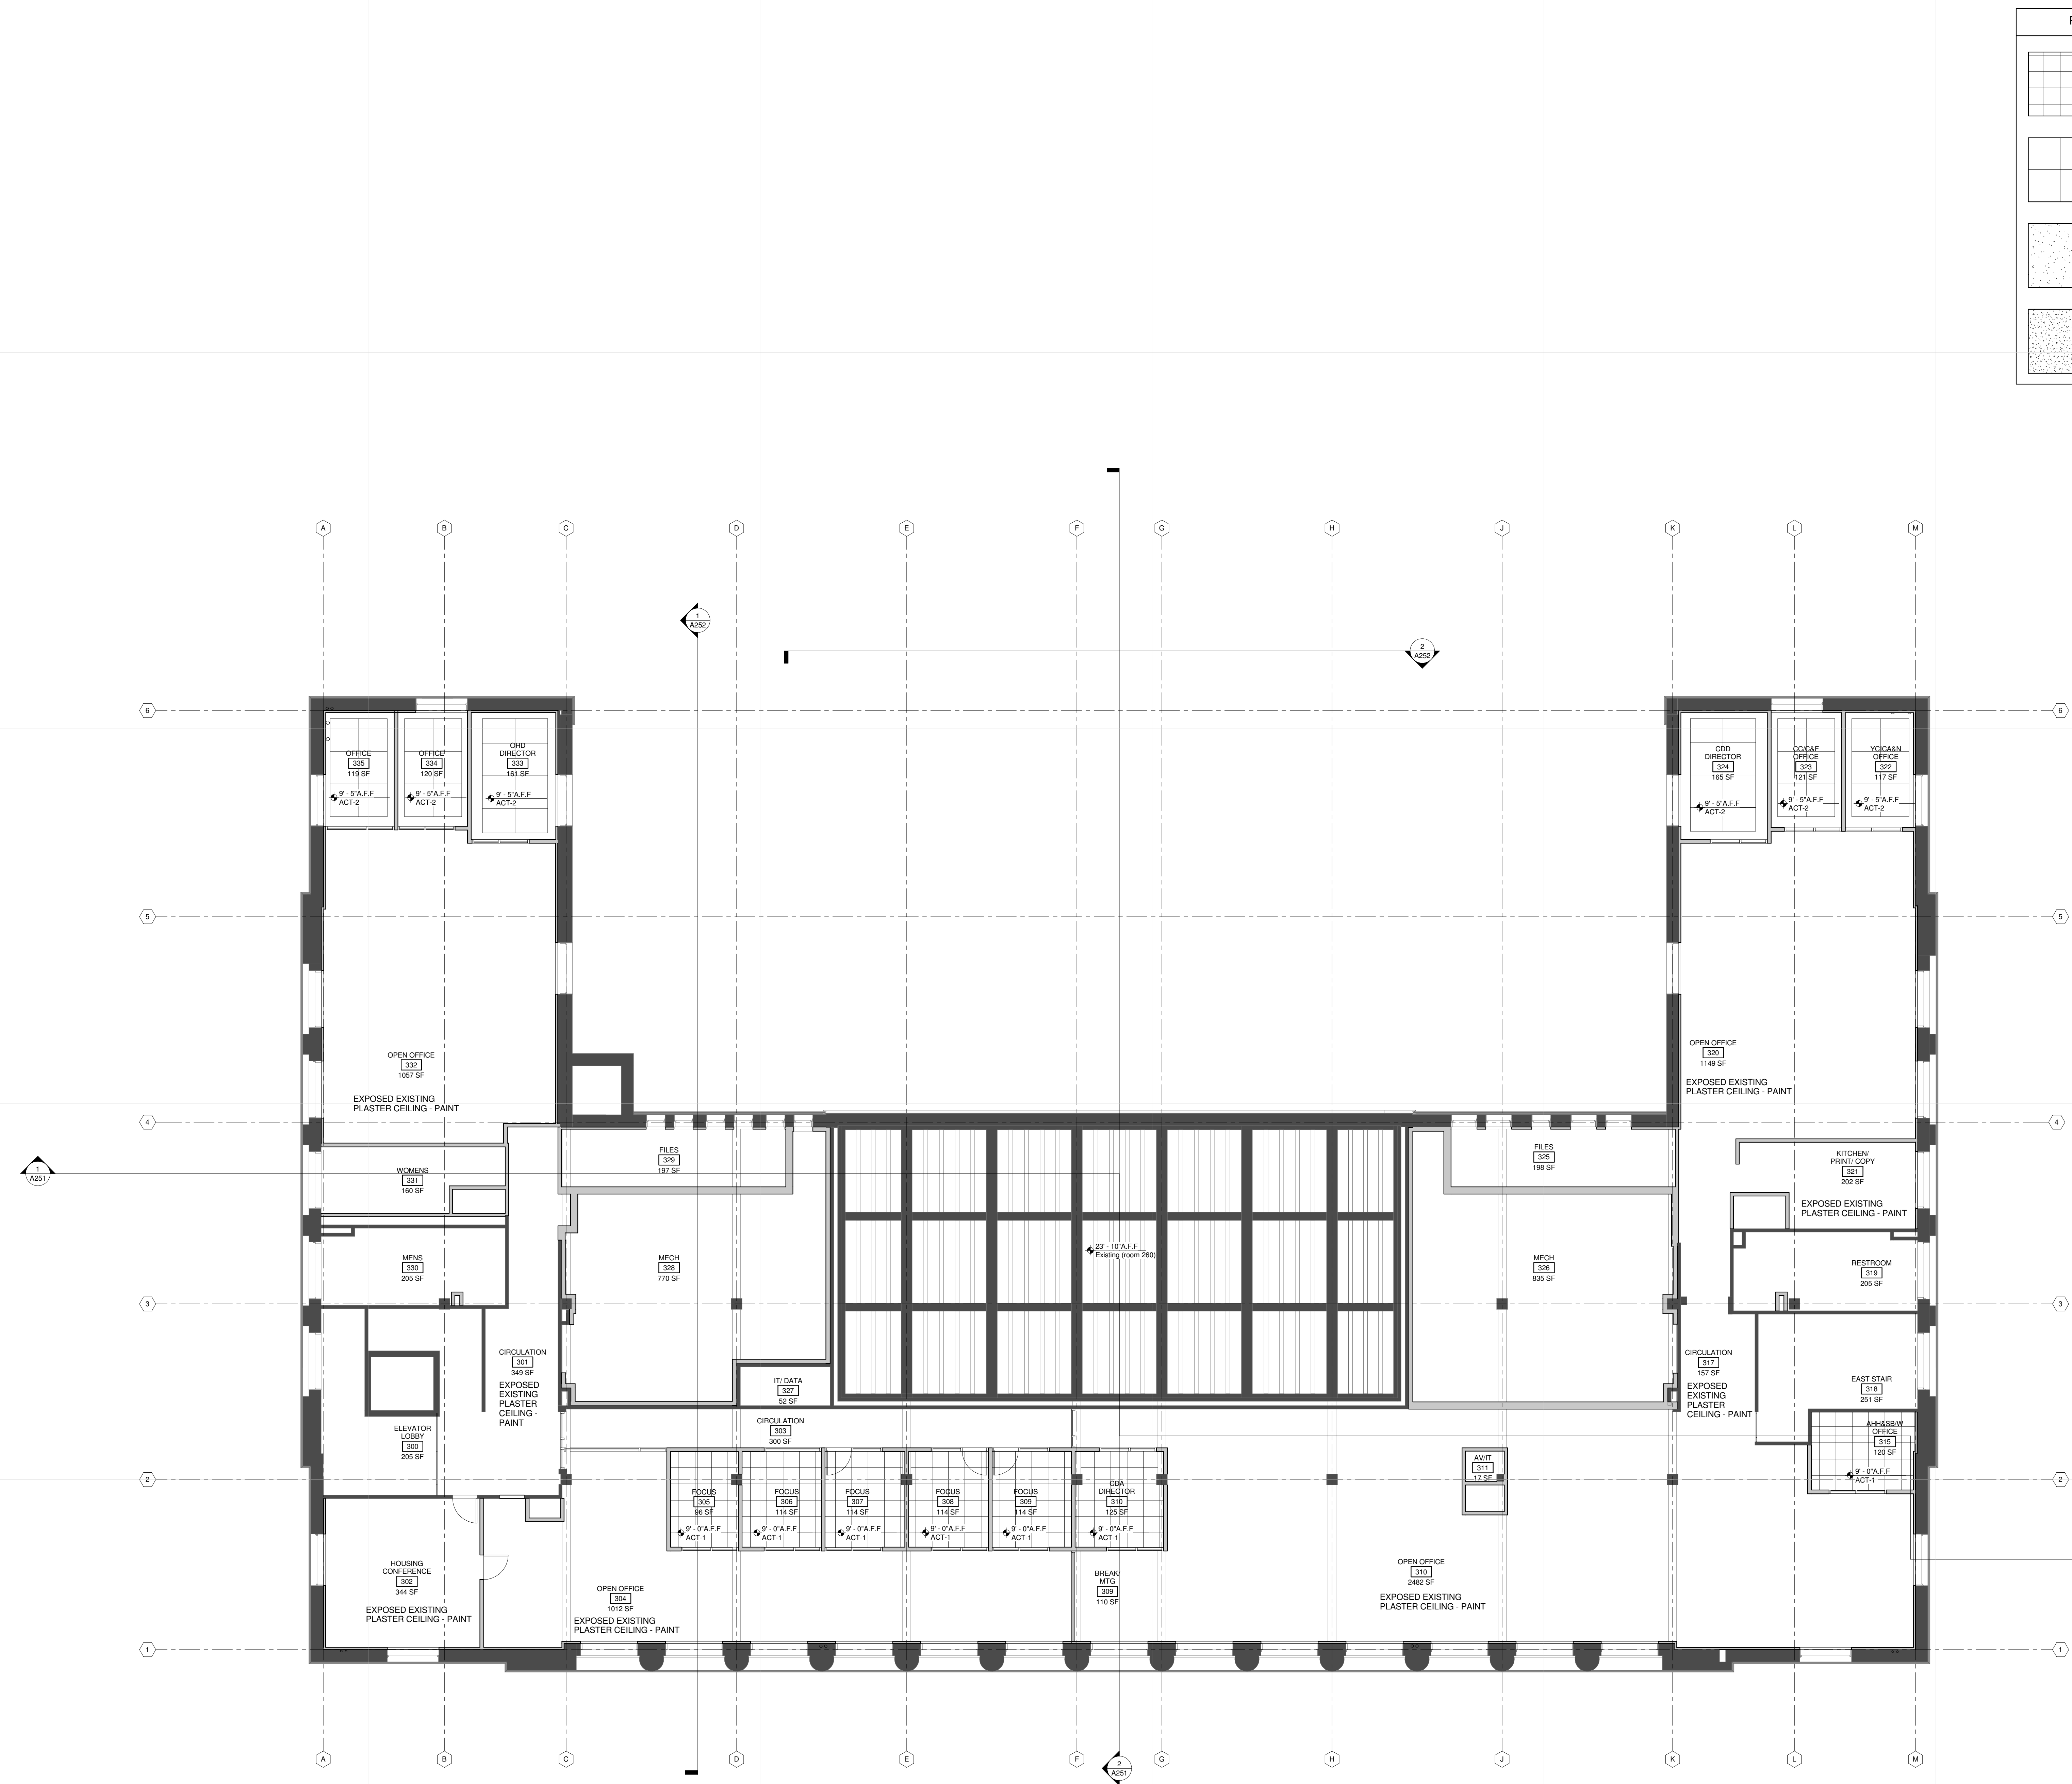 A
B
C
D
E
F
G
H
J
K
L
M
1
A252
2
A252
6
6
OFFICE
335
119 SF
9' - 5"A.F.F
ACT-2
OFFICE
334
120 SF
9' - 5"A.F.F
ACT-2
OHD
DIRECTOR
333
161 SF
9' - 5"A.F.F
ACT-2
CDD
DIRECTOR
324
165 SF
9' - 5"A.F.F
ACT-2
CC/C&F
OFFICE
323
121 SF
9' - 5"A.F.F
ACT-2
YCICA&N
OFFICE
322
117 SF
9' - 5"A.F.F
ACT-2
5
5
OPEN OFFICE
332
1057 SF
EXPOSED EXISTING
PLASTER CEILING - PAINT
OPEN OFFICE
320
1149 SF
EXPOSED EXISTING
PLASTER CEILING - PAINT
4
4
1
A251
WOMENS
331
160 SF
FILES
329
197 SF
FILES
325
198 SF
KITCHEN/
PRINT/ COPY
321
202 SF
EXPOSED EXISTING
PLASTER CEILING - PAINT
MENS
330
205 SF
MECH
328
770 SF
23' - 10"A.F.F
Existing (room 260)
MECH
326
835 SF
RESTROOM
319
205 SF
3
3
CIRCULATION
301
349 SF
EXPOSED
EXISTING
PLASTER
CEILING -
PAINT
IT/ DATA
327
52 SF
CIRCULATION
317
157 SF
EXPOSED
EXISTING
PLASTER
CEILING - PAINT
EAST STAIR
318
251 SF
ELEVATOR
LOBBY
300
205 SF
CIRCULATION
303
300 SF
AHH&SB/W
OFFICE
315
120 SF
9' - 0"A.F.F
ACT-1
2
2
FOCUS
305
96 SF
9' - 0"A.F.F
ACT-1
FOCUS
306
114 SF
9' - 0"A.F.F
ACT-1
FOCUS
307
114 SF
9' - 0"A.F.F
ACT-1
FOCUS
308
114 SF
9' - 0"A.F.F
ACT-1
FOCUS
309
114 SF
9' - 0"A.F.F
ACT-1
CDA
DIRECTOR
310
125 SF
9' - 0"A.F.F
ACT-1
AV/IT
311
17 SF
HOUSING
CONFERENCE
302
344 SF
EXPOSED EXISTING
PLASTER CEILING - PAINT
OPEN OFFICE
304
1012 SF
EXPOSED EXISTING
PLASTER CEILING - PAINT
BREAK/
MTG
309
110 SF
OPEN OFFICE
310
2482 SF
EXPOSED EXISTING
PLASTER CEILING - PAINT
1
1
A
B
C
D
E
F
G
H
J
K
L
M
2
A251